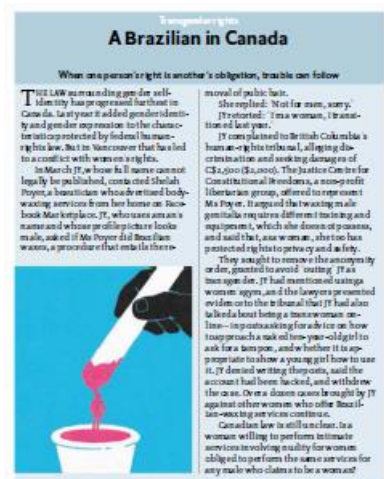 Transgender rights
A Brazilian in Canada
When one person's right is another's obligation, trouble can follow
THE LAW surrounding gender self-
identity has progressed furthest in
Canada. Last year it added gender identi-
ty and gender expression to the charac-
teristics protected by federal human-
rights law. But in Vancouver that has led
to a conflict with women's rights.
In March JY, whose full name cannot
legally be published, contacted Shelah
Poyer, a beautician who advertised body-
waxing services from her home on Face-
book Marketplace. JY, who uses a man's
name and whose profile picture looks
male, asked if Ms Poyer did Brazilian
waxes, a procedure that entails the re-
moval of pubic hair.
She replied: 'Not for men, sorry.'
JY retorted: 'I'm a woman, I transi-
tioned last year.'
JY complained to British Columbia's
human-rights tribunal, alleging dis-
crimination and seeking damages of
C$2,500 ($2,000). The Justice Centre for
Constitutional Freedoms, a non-profit
libertarian group, offered to represent
Ms Poyer. It argued that waxing male
genitalia requires different training and
equipment, which she does not possess,
and said that, as a woman, she too has
protected rights to privacy and safety.
They sought to remove the anonymity
order, granted to avoid 'outing' JY as
transgender. JY had mentioned using a
women's gym, and the lawyers presented
evidence to the tribunal that JY had also
talked about being a trans woman on-
line—in posts asking for advice on how
to approach a naked ten-year-old girl to
ask for a tampon, and whether it is ap-
propriate to show a young girl how to use
it. JY denied writing the posts, said the
account had been hacked, and withdrew
the case. Over a dozen cases brought by JY
against other women who offer Brazil-
ian-waxing services continue.
Canadian law is still unclear. Is a
woman willing to perform intimate
services involving nudity for women
obliged to perform the same services for
any male who claims to be a woman?